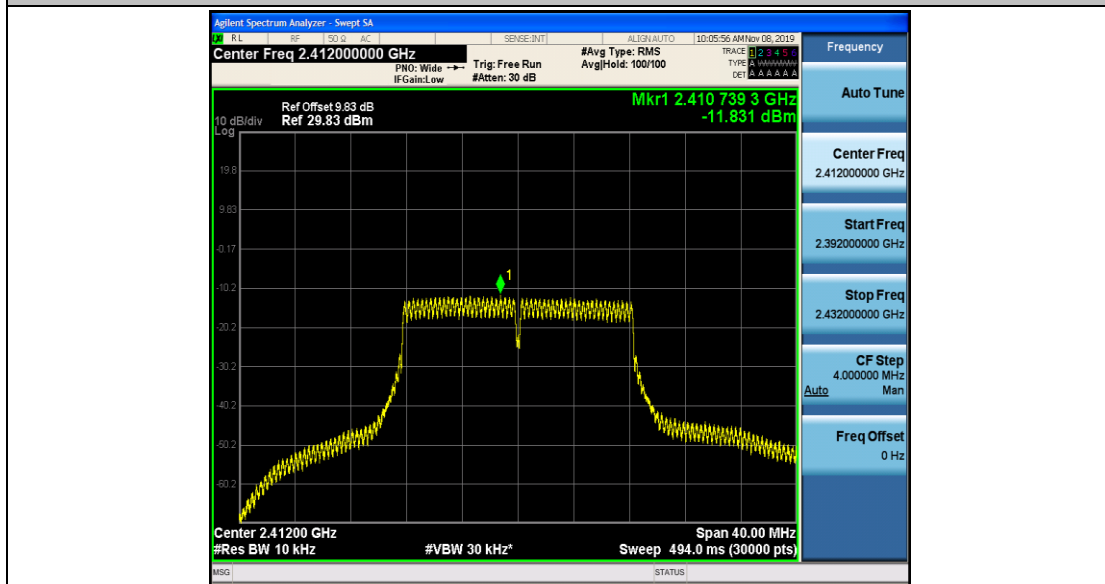 Agilent Spectrum Analyzer - Swept SA
RL RF 50 Ω AC SENSE:INT ALIGN AUTO 10:05:56 AM Nov 08, 2019
Center Freq 2.412000000 GHz
PNO: Wide
IFGain:Low
Trig: Free Run
#Atten: 30 dB
#Avg Type: RMS
Avg|Hold: 100/100
TRACE 1 2 3 4 5 6
TYPE A WWWWW
DET A A A A A A
Frequency
Mkr1 2.410 739 3 GHz
-11.831 dBm
Ref Offset 9.83 dB
10 dB/div Ref 29.83 dBm
Log
19.8
9.83
-0.17
-10.2
-20.2
-30.2
-40.2
-50.2
-60.2
1
Center 2.41200 GHz Span 40.00 MHz
#Res BW 10 kHz #VBW 30 kHz* Sweep 494.0 ms (30000 pts)
MSG STATUS
Auto Tune
Center Freq
2.412000000 GHz
Start Freq
2.392000000 GHz
Stop Freq
2.432000000 GHz
CF Step
4.000000 MHz
Auto Man
Freq Offset
0 Hz